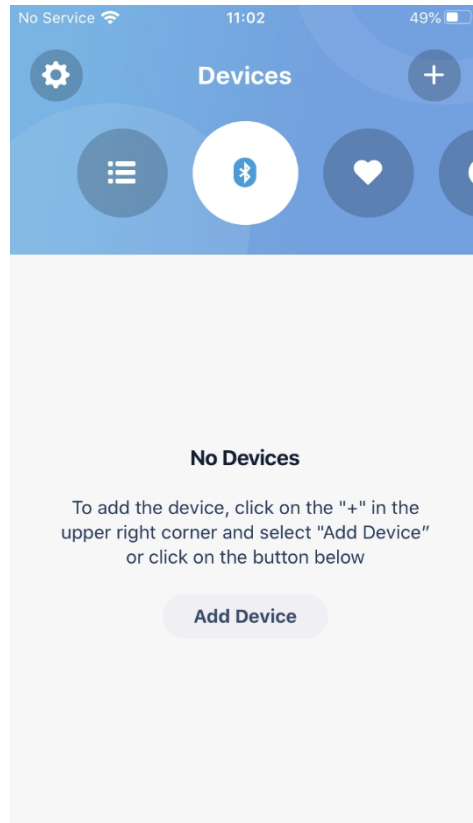 No Service 11:02 49%
Devices
No Devices
To add the device, click on the "+" in the
upper right corner and select "Add Device”
or click on the button below
Add Device